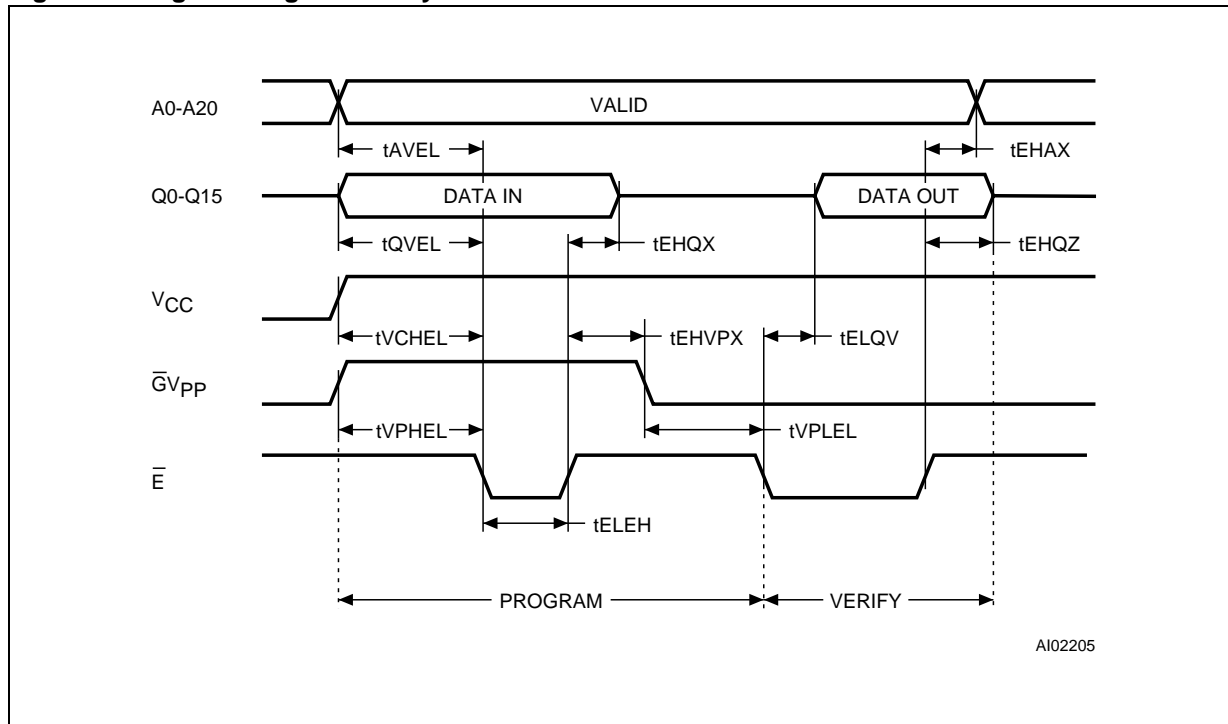 A0-A20
VALID
tAVEL
tEHAX
Q0-Q15
DATA IN
DATA OUT
tQVEL
tEHQX
tEHQZ
VCC
tVCHEL
tEHVPX
tELQV
G̅VPP
tVPHEL
tVPLEL
E̅
tELEH
PROGRAM
VERIFY
AI02205